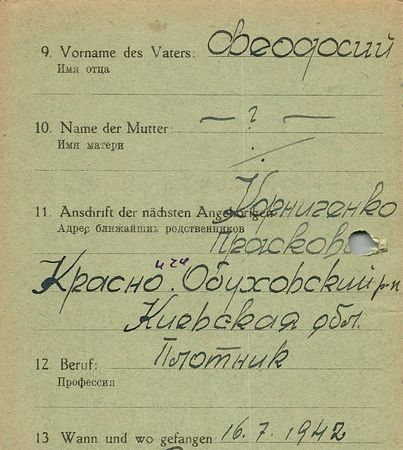 9. Vorname des Vaters: Феодосий
Имя отца
10. Name der Mutter: — ? —
Имя матери
11. Anschrift der nächsten Angehörigen: Корниченко
Адрес ближайших родственников Прасковья
Красно. Обуховский р-н
Киевская обл.
12. Beruf: Плотник
Профессия
13 Wann und wo gefangen: 16.7.1942